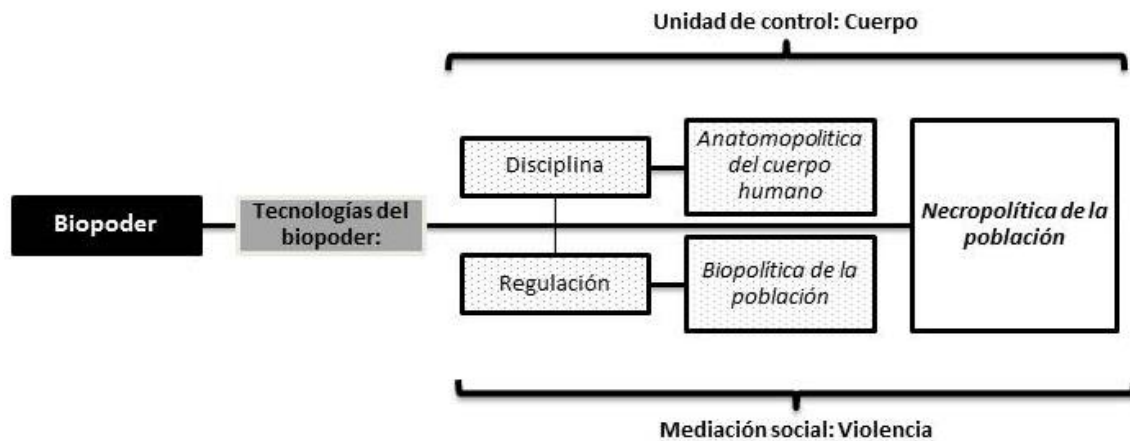 Unidad de control: Cuerpo
Disciplina
Anatomopolitica
del cuerpo
humano
Biopoder
Tecnologías del
biopoder:
Necropolítica de la
población
Regulación
Biopolítica de la
población
Mediación social: Violencia